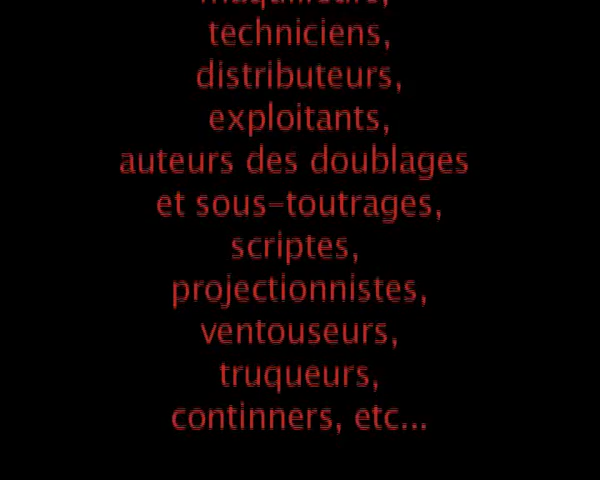 techniciens,
distributeurs,
exploitants,
auteurs des doublages
et sous-toutrages,
scriptes,
projectionnistes,
ventouseurs,
truqueurs,
continners, etc...